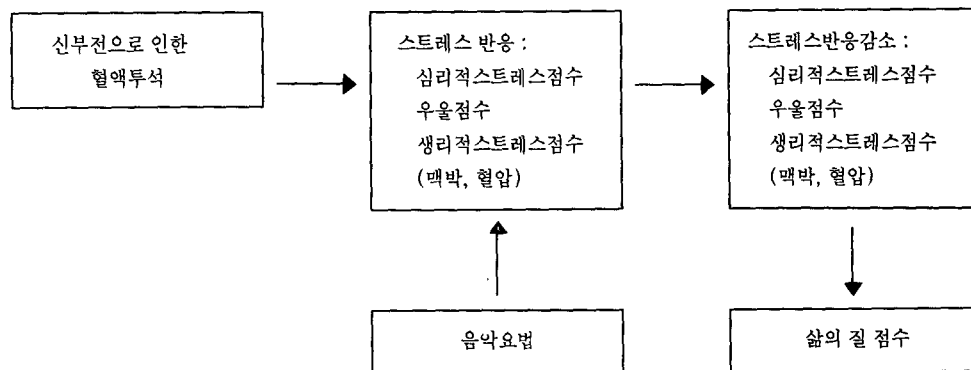 신부전으로 인한
혈액투석
스트레스 반응 :
심리적스트레스점수
우울점수
생리적스트레스점수
(맥박, 혈압)
스트레스반응감소 :
심리적스트레스점수
우울점수
생리적스트레스점수
(맥박, 혈압)
음악요법
삶의 질 점수